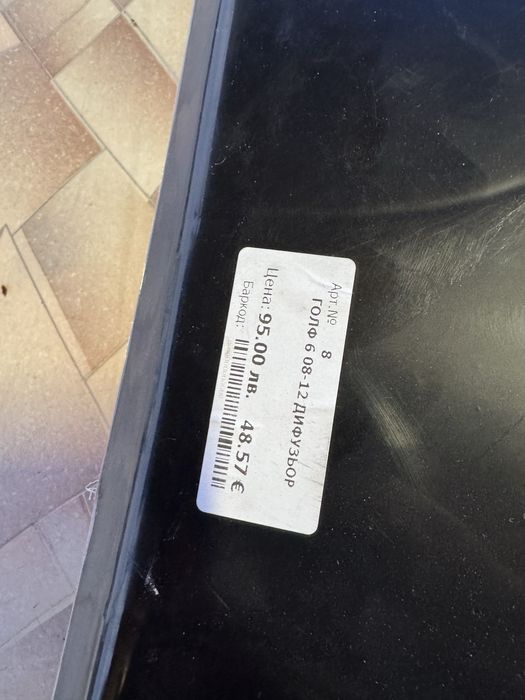 Арт.№ 8
ГОЛФ 6 08-12 ДИФУЗЬОР
Цена: 95.00 лв. 48.57 €
Баркод: